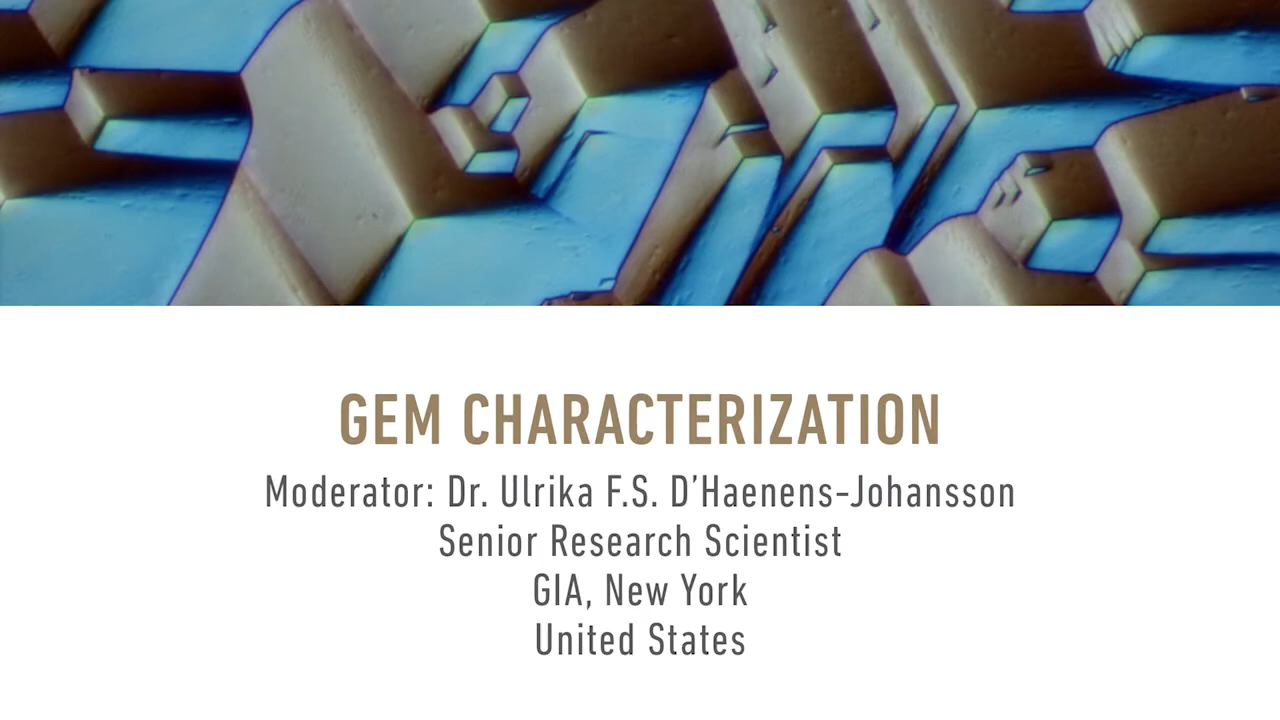 GEM CHARACTERIZATION
Moderator: Dr. Ulrika F.S. D’Haenens-Johansson
Senior Research Scientist
GIA, New York
United States